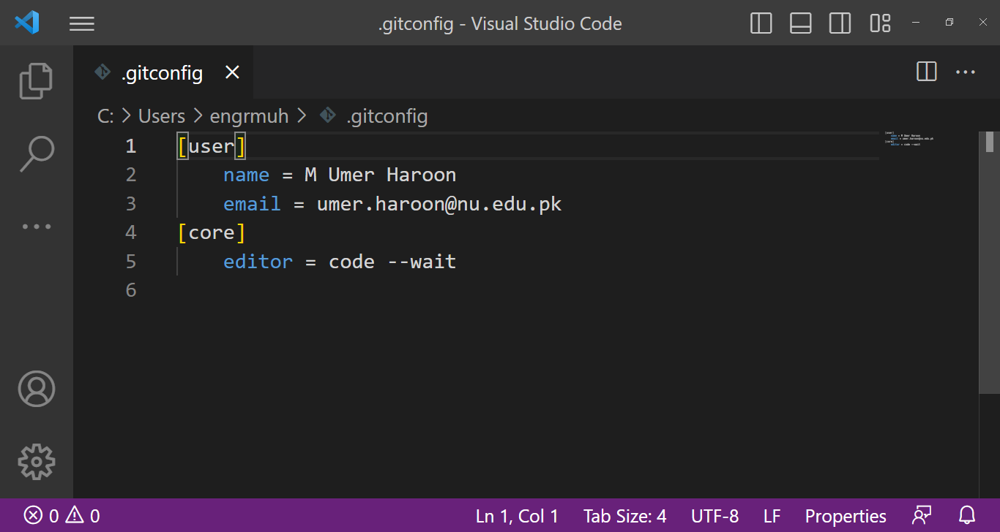 .gitconfig - Visual Studio Code
.gitconfig
C: > Users > engrmuh > .gitconfig
1 [user]
2 name = M Umer Haroon
3 email = umer.haroon@nu.edu.pk
4 [core]
5 editor = code --wait
6
0 0 Ln 1, Col 1 Tab Size: 4 UTF-8 LF Properties